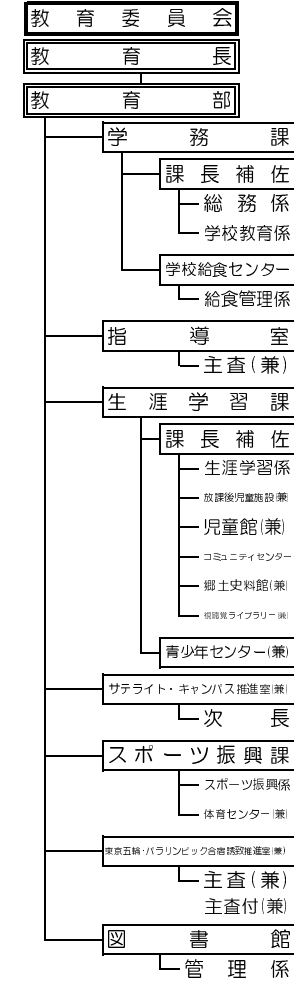 教育委員会
教育長
教育部
学務課
課長補佐
総務係
学校教育係
学校給食センター
給食管理係
指導室
主査(兼)
生涯学習課
課長補佐
生涯学習係
放課後児童施設(兼)
児童館(兼)
コミュニティセンター
郷土史料館(兼)
視聴覚ライブラリー(兼)
青少年センター(兼)
サテライト・キャンパス推進室(兼)
次長
スポーツ振興課
スポーツ振興係
体育センター(兼)
東京五輪・パラリンピック合宿誘致推進室(兼)
主査(兼)
主査付(兼)
図書館
管理係